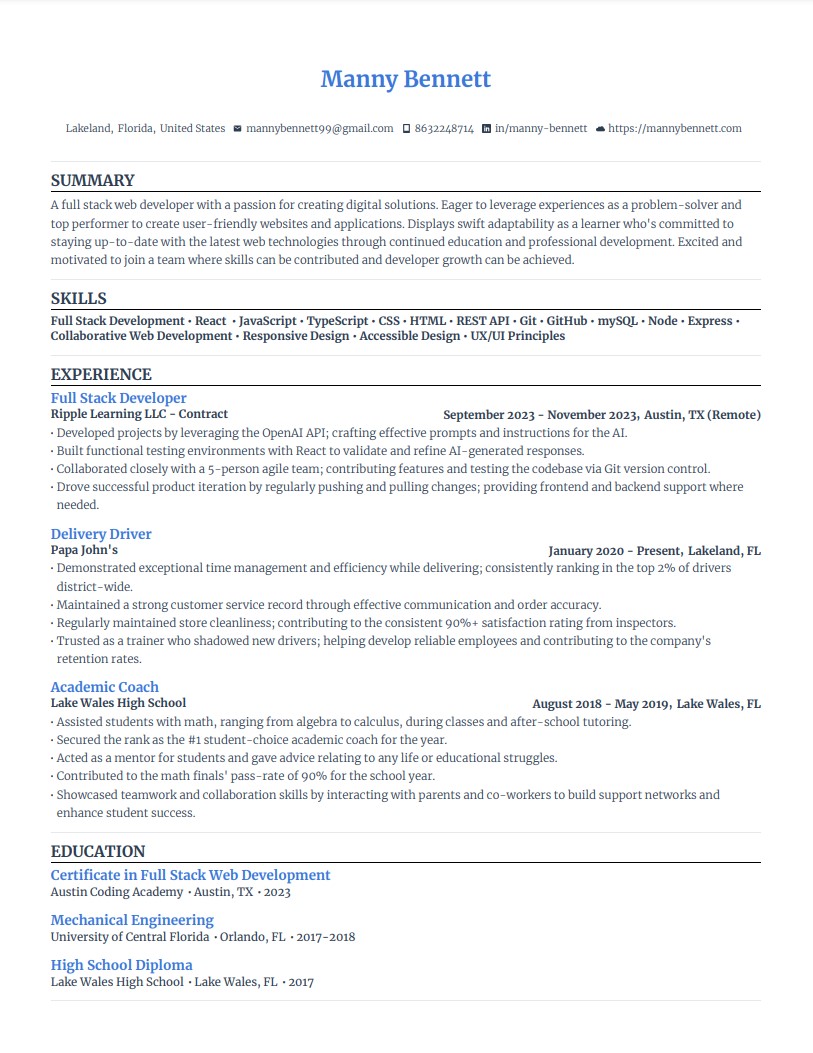 Manny Bennett
Lakeland, Florida, United States mannybennett99@gmail.com 8632248714 in/manny-bennett https://mannybennett.com
SUMMARY
A full stack web developer with a passion for creating digital solutions. Eager to leverage experiences as a problem-solver and
top performer to create user-friendly websites and applications. Displays swift adaptability as a learner who's committed to
staying up-to-date with the latest web technologies through continued education and professional development. Excited and
motivated to join a team where skills can be contributed and developer growth can be achieved.
SKILLS
Full Stack Development • React • JavaScript • TypeScript • CSS • HTML • REST API • Git • GitHub • mySQL • Node • Express •
Collaborative Web Development • Responsive Design • Accessible Design • UX/UI Principles
EXPERIENCE
Full Stack Developer
Ripple Learning LLC - Contract September 2023 - November 2023, Austin, TX (Remote)
• Developed projects by leveraging the OpenAI API; crafting effective prompts and instructions for the AI.
• Built functional testing environments with React to validate and refine AI-generated responses.
• Collaborated closely with a 5-person agile team; contributing features and testing the codebase via Git version control.
• Drove successful product iteration by regularly pushing and pulling changes; providing frontend and backend support where
needed.
Delivery Driver
Papa John's January 2020 - Present, Lakeland, FL
• Demonstrated exceptional time management and efficiency while delivering; consistently ranking in the top 2% of drivers
district-wide.
• Maintained a strong customer service record through effective communication and order accuracy.
• Regularly maintained store cleanliness; contributing to the consistent 90%+ satisfaction rating from inspectors.
• Trusted as a trainer who shadowed new drivers; helping develop reliable employees and contributing to the company's
retention rates.
Academic Coach
Lake Wales High School August 2018 - May 2019, Lake Wales, FL
• Assisted students with math, ranging from algebra to calculus, during classes and after-school tutoring.
• Secured the rank as the #1 student-choice academic coach for the year.
• Acted as a mentor for students and gave advice relating to any life or educational struggles.
• Contributed to the math finals' pass-rate of 90% for the school year.
• Showcased teamwork and collaboration skills by interacting with parents and co-workers to build support networks and
enhance student success.
EDUCATION
Certificate in Full Stack Web Development
Austin Coding Academy • Austin, TX • 2023
Mechanical Engineering
University of Central Florida • Orlando, FL • 2017-2018
High School Diploma
Lake Wales High School • Lake Wales, FL • 2017